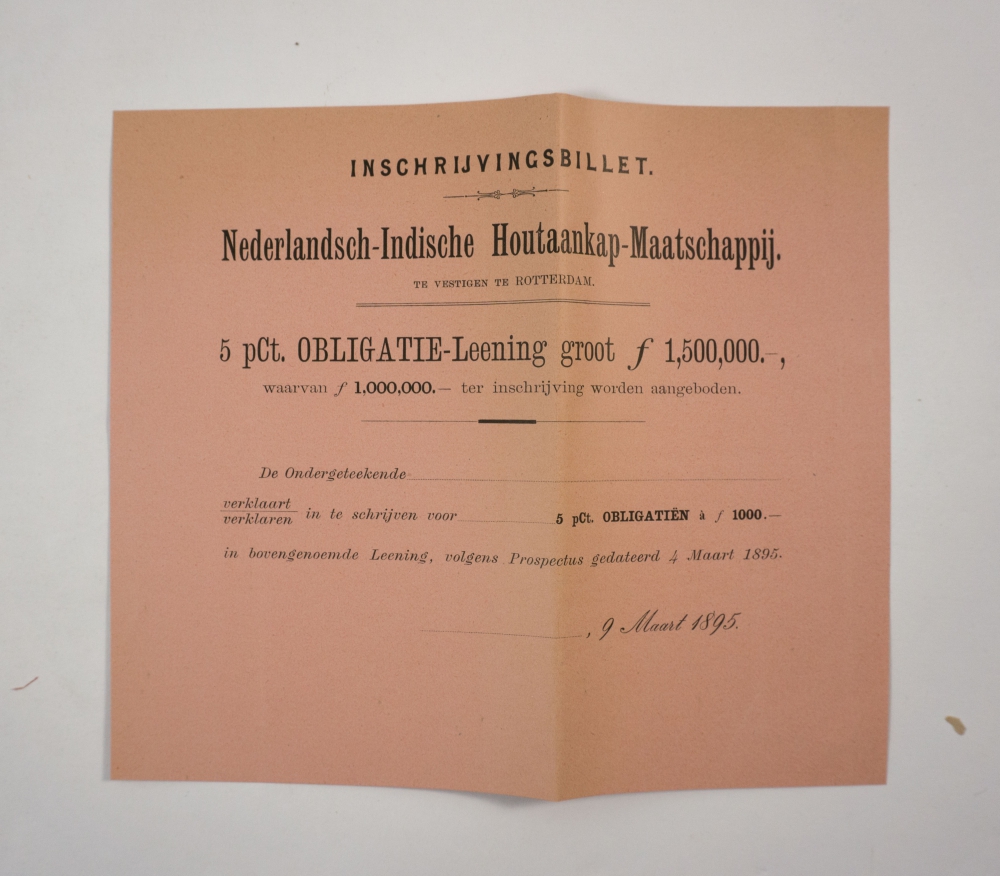 INSCHRIJVINGSBILLET.
Nederlandsch-Indische Houtaankap-Maatschappij.
TE VESTIGEN TE ROTTERDAM.
5 pCt. OBLIGATIE-Leening groot ƒ 1,500,000.-,
waarvan ƒ 1,000,000.— ter inschrijving worden aangeboden.
De Ondergeteekende
verklaart
verklaren in te schrijven voor 5 pCt. OBLIGATIËN à ƒ 1000.—
in bovengenoemde Leening, volgens Prospectus gedateerd 4 Maart 1895.
, 9 Maart 1895.